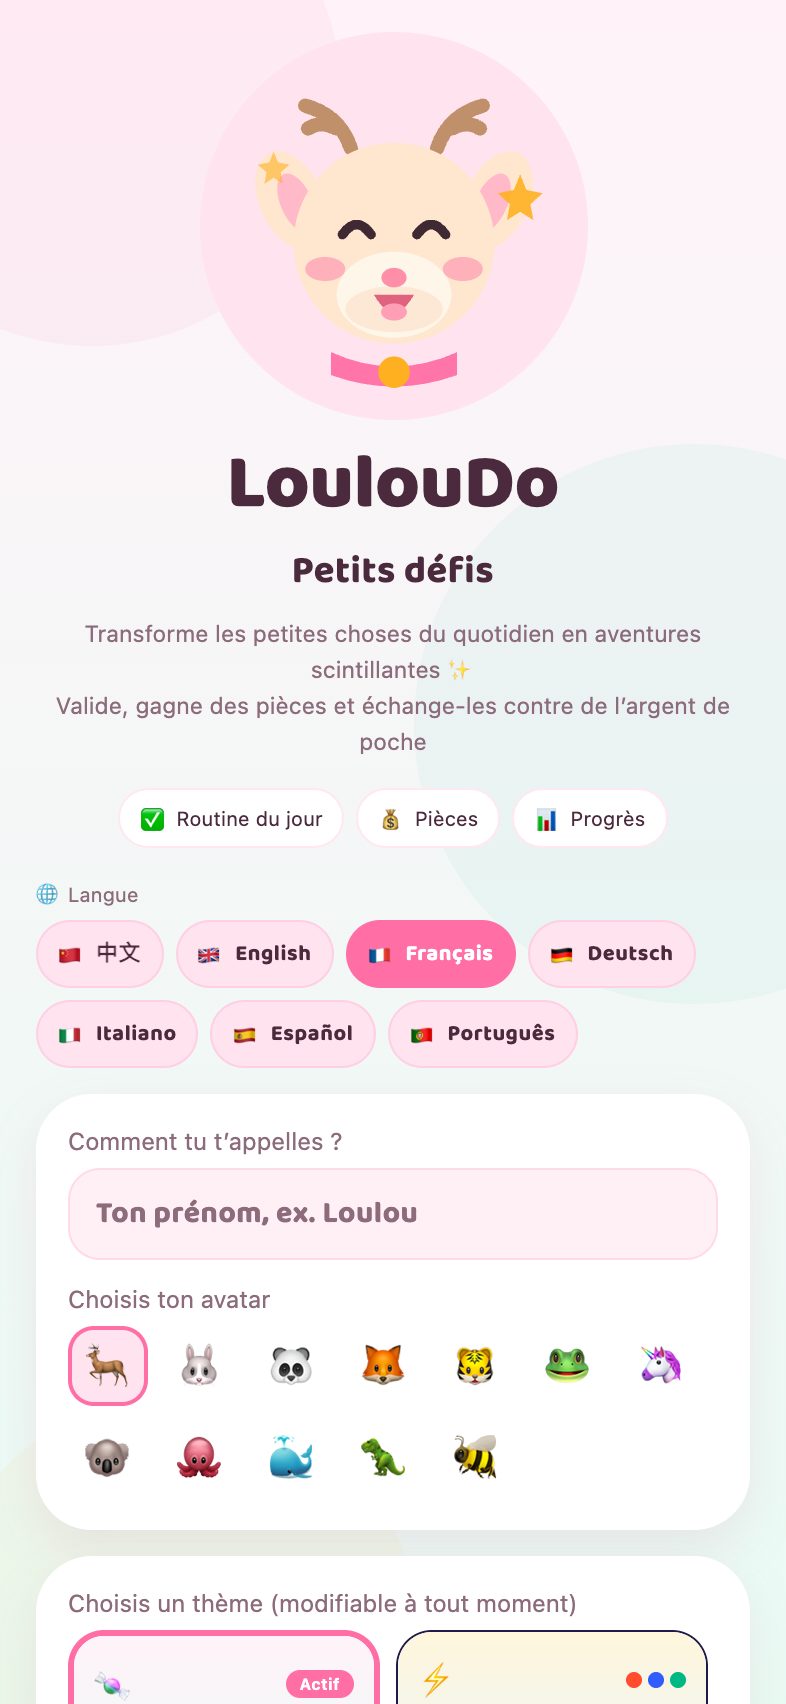 LoulouDo
Petits défis
Transforme les petites choses du quotidien en aventures
scintillantes ✨
Valide, gagne des pièces et échange-les contre de l’argent de
poche
✅ Routine du jour 💰 Pièces 📊 Progrès
🌐 Langue
🇨🇳 中文 🇬🇧 English 🇫🇷 Français 🇩🇪 Deutsch
🇮🇹 Italiano 🇪🇸 Español 🇵🇹 Português
Comment tu t’appelles ?
Ton prénom, ex. Loulou
Choisis ton avatar
Choisis un thème (modifiable à tout moment)
Actif